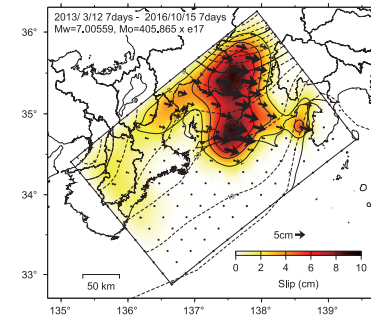 2013/ 3/12 7days - 2016/10/15 7days
Mw=7.00559, Mo=405.865 x e17
36°
35°
34°
33°
5cm
50 km
0 2 4 6 8 10
Slip (cm)
135° 136° 137° 138° 139°